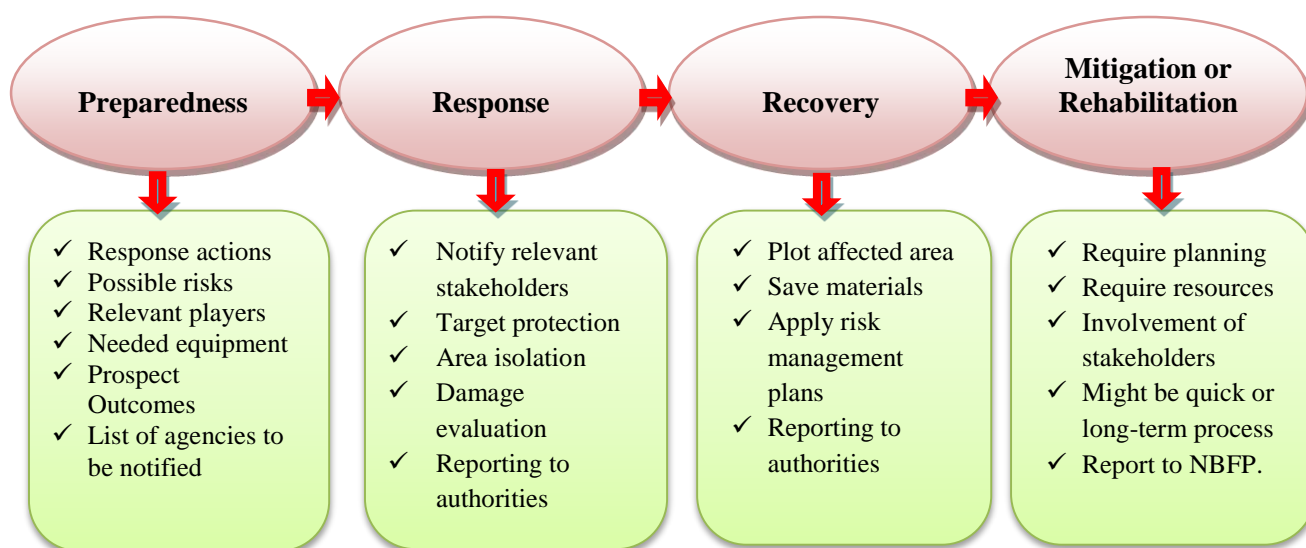 Preparedness
Response
Recovery
Mitigation or
Rehabilitation
✓ Response actions
✓ Possible risks
✓ Relevant players
✓ Needed equipment
✓ Prospect
Outcomes
✓ List of agencies to
be notified
✓ Notify relevant
stakeholders
✓ Target protection
✓ Area isolation
✓ Damage
evaluation
✓ Reporting to
authorities
✓ Plot affected area
✓ Save materials
✓ Apply risk
management
plans
✓ Reporting to
authorities
✓ Require planning
✓ Require resources
✓ Involvement of
stakeholders
✓ Might be quick or
long-term process
✓ Report to NBFP.